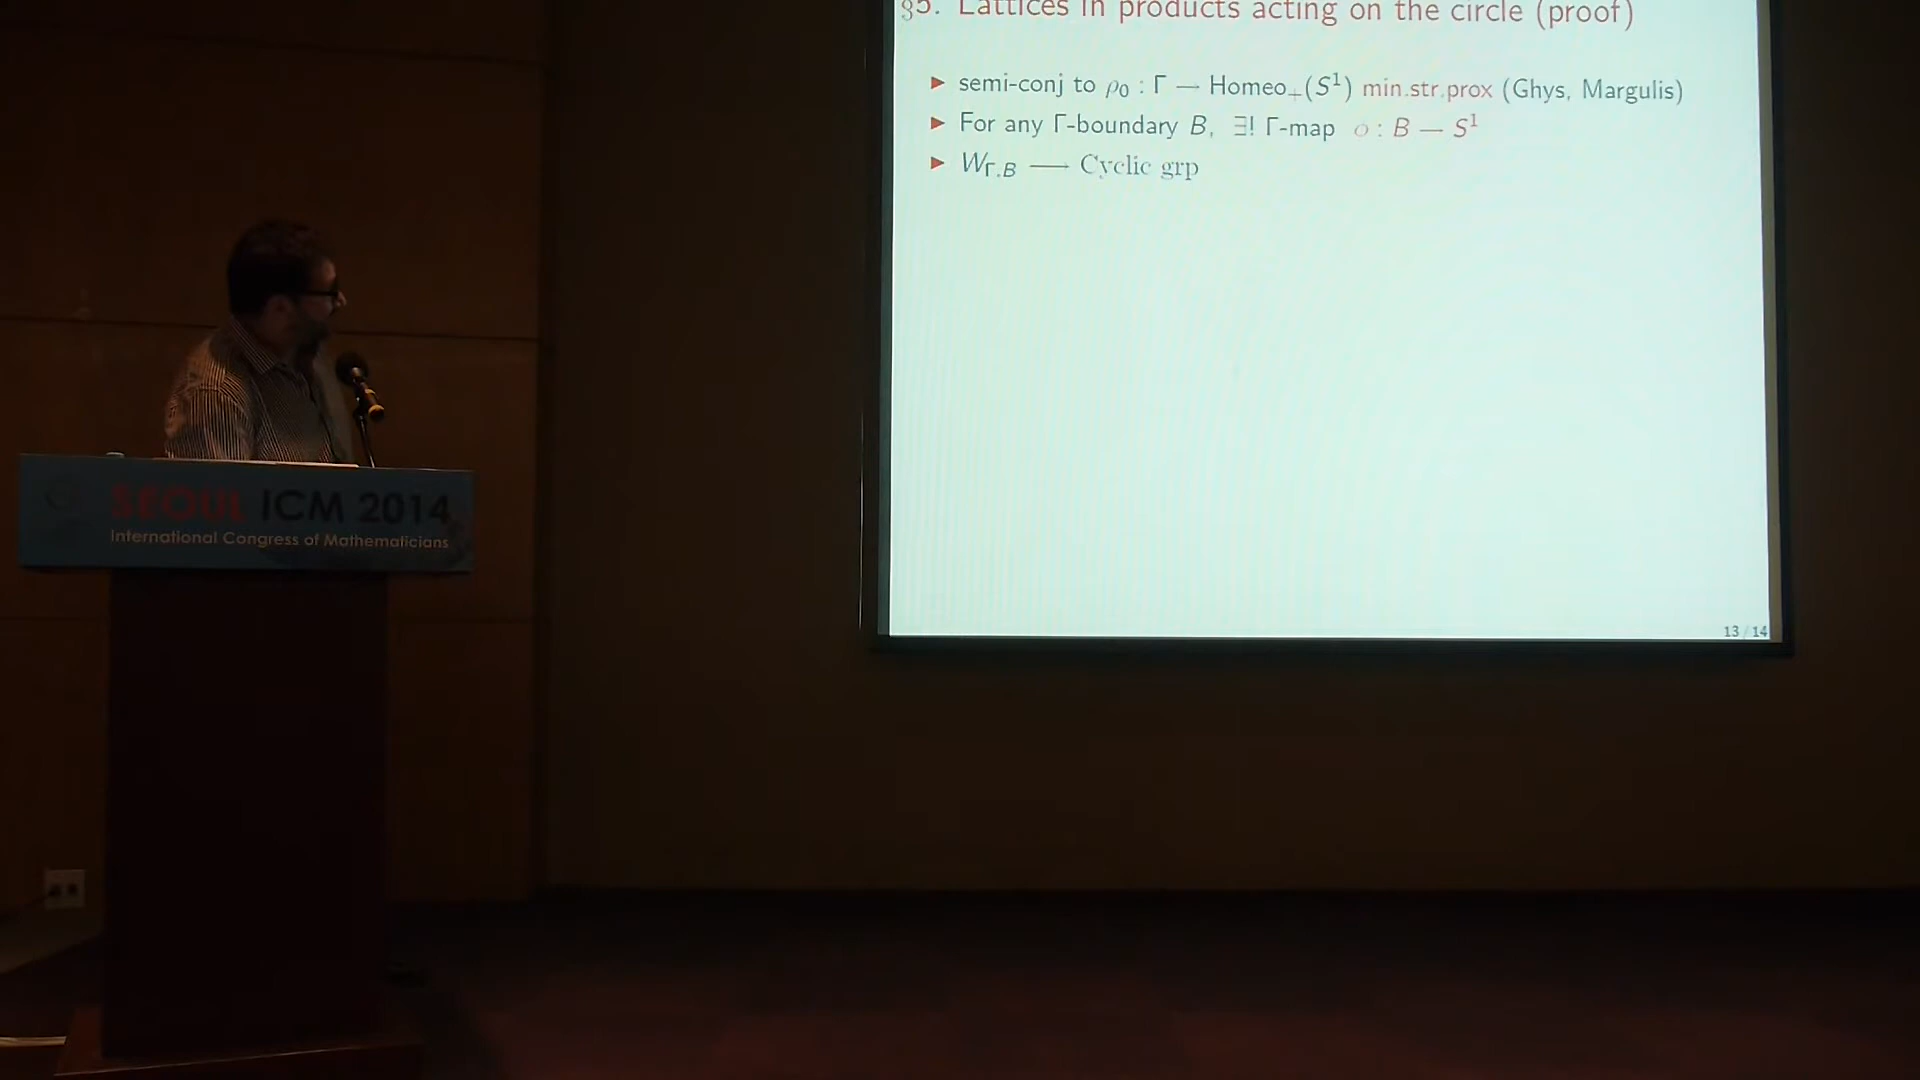 §5. Lattices in products acting on the circle (proof)
▶ semi-conj to ρ₀ : Γ → Homeo₊(S¹) min.str.prox (Ghys, Margulis)
▶ For any Γ-boundary B, ∃! Γ-map ϕ : B → S¹
▶ W_Γ,B → Cyclic grp
13 / 14
SEOUL ICM 2014
International Congress of Mathematicians